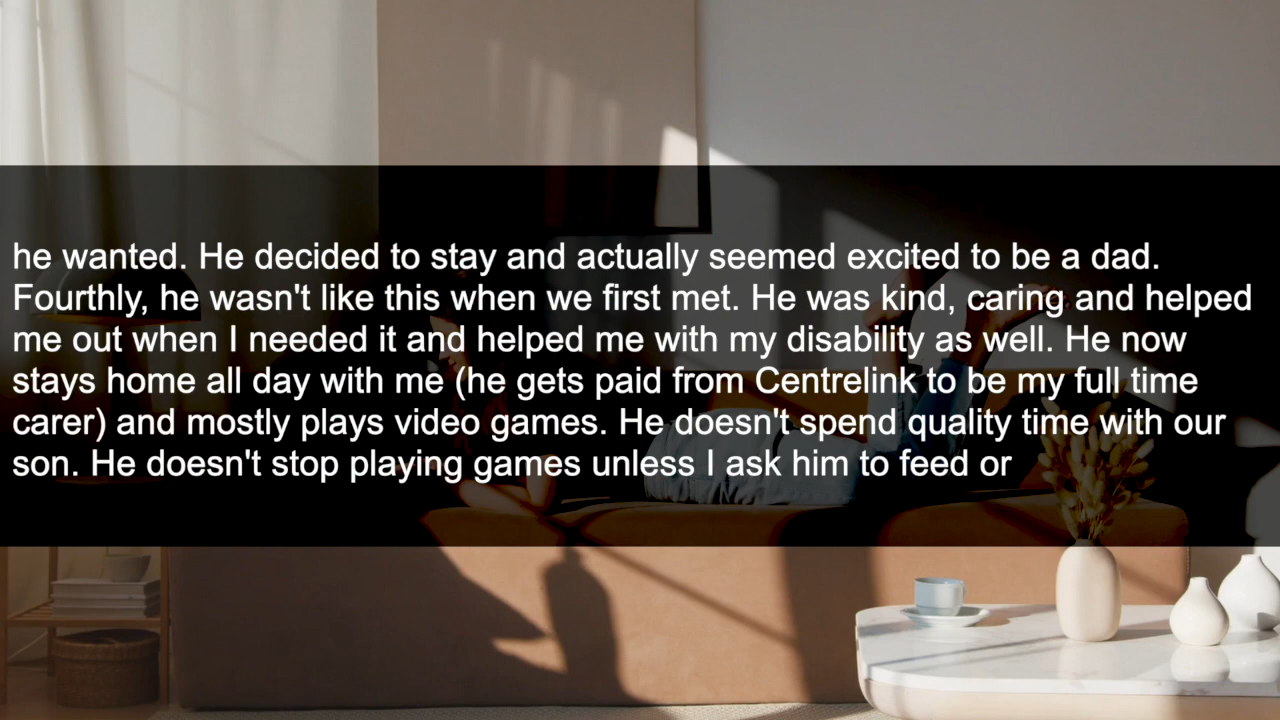 he wanted. He decided to stay and actually seemed excited to be a dad.
Fourthly, he wasn't like this when we first met. He was kind, caring and helped
me out when I needed it and helped me with my disability as well. He now
stays home all day with me (he gets paid from Centrelink to be my full time
carer) and mostly plays video games. He doesn't spend quality time with our
son. He doesn't stop playing games unless I ask him to feed or